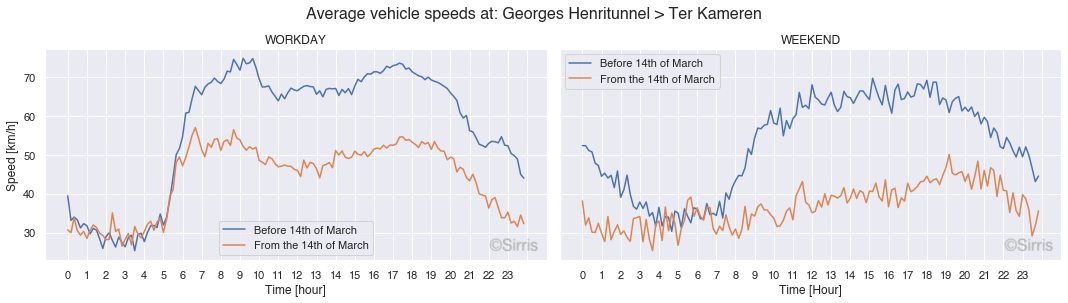 Average vehicle speeds at: Georges Henritunnel > Ter Kameren
WORKDAY
Speed [km/h]
70
60
50
40
30
Before 14th of March
From the 14th of March
©Sirris
0 1 2 3 4 5 6 7 8 9 10 11 12 13 14 15 16 17 18 19 20 21 22 23
Time [hour]
WEEKEND
Before 14th of March
From the 14th of March
©Sirris
0 1 2 3 4 5 6 7 8 9 10 11 12 13 14 15 16 17 18 19 20 21 22 23
Time [Hour]